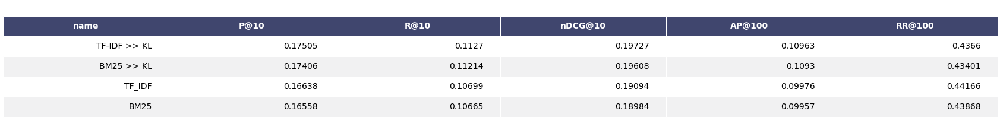 name P@10 R@10 nDCG@10 AP@100 RR@100
TF-IDF >> KL 0.17505 0.1127 0.19727 0.10963 0.4366
BM25 >> KL 0.17406 0.11214 0.19608 0.1093 0.43401
TF_IDF 0.16638 0.10699 0.19094 0.09976 0.44166
BM25 0.16558 0.10665 0.18984 0.09957 0.43868